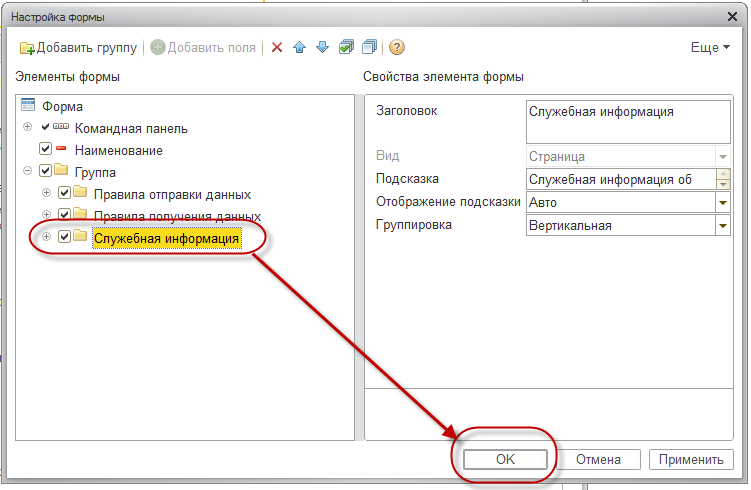 Настройка формы
Добавить группу Добавить поля Еще
Элементы формы
Свойства элемента формы
Форма
Командная панель
Наименование
Группа
Правила отправки данных
Правила получения данных
Служебная информация
Заголовок Служебная информация
Вид Страница
Подсказка Служебная информация об
Отображение подсказки Авто
Группировка Вертикальная
OK Отмена Применить